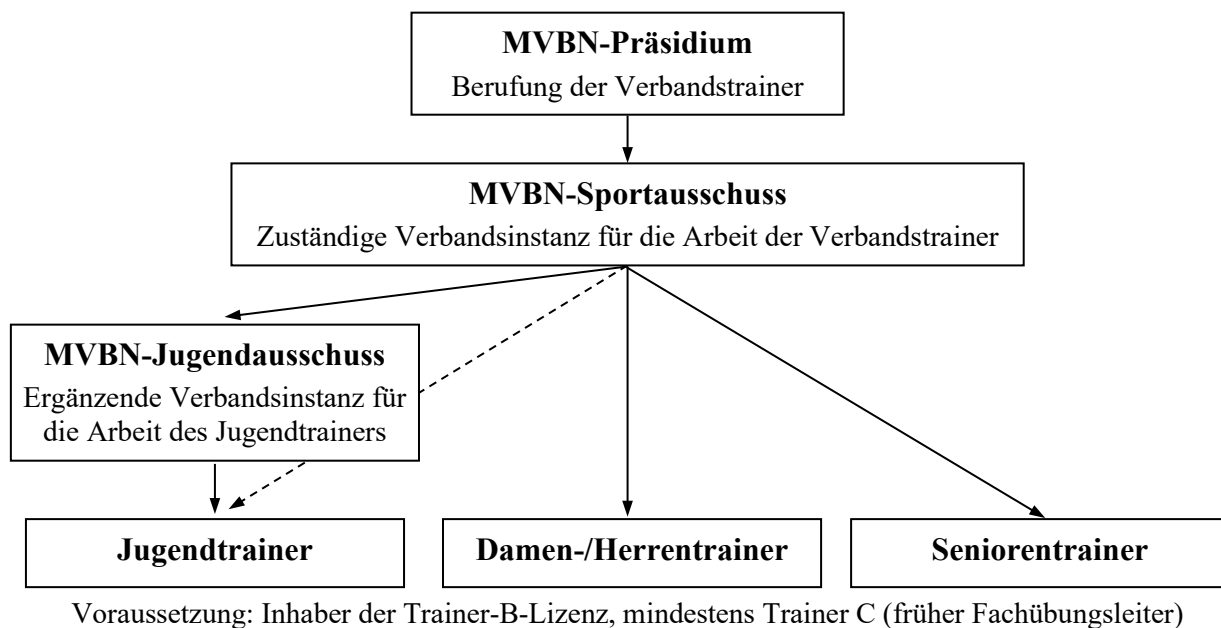 MVBN-Präsidium
Berufung der Verbandstrainer
MVBN-Sportausschuss
Zuständige Verbandsinstanz für die Arbeit der Verbandstrainer
MVBN-Jugendausschuss
Ergänzende Verbandsinstanz für
die Arbeit des Jugendtrainers
Jugendtrainer
Damen-/Herrentrainer
Seniorentrainer
Voraussetzung: Inhaber der Trainer-B-Lizenz, mindestens Trainer C (früher Fachübungsleiter)